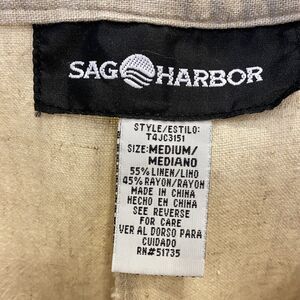 SAG HARBOR
STYLE/ESTILO:
T4JC3151
SIZE:MEDIUM/
MEDIANO
55% LINEN/LINO
45% RAYON/RAYON
MADE IN CHINA
HECHO EN CHINA
SEE REVERSE
FOR CARE
VER AL DORSO PARA
CUIDADO
RN#51735